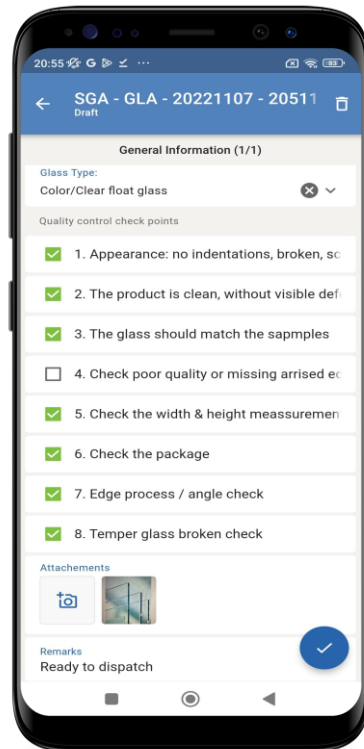 20:55 G ...
83
SGA - GLA - 20221107 - 20511
Draft
General Information (1/1)
Glass Type:
Color/Clear float glass
Quality control check points
1. Appearance: no indentations, broken, sc
2. The product is clean, without visible def
3. The glass should match the sapmples
4. Check poor quality or missing arrised ec
5. Check the width & height meassuremen
6. Check the package
7. Edge process / angle check
8. Temper glass broken check
Attachements
Remarks
Ready to dispatch